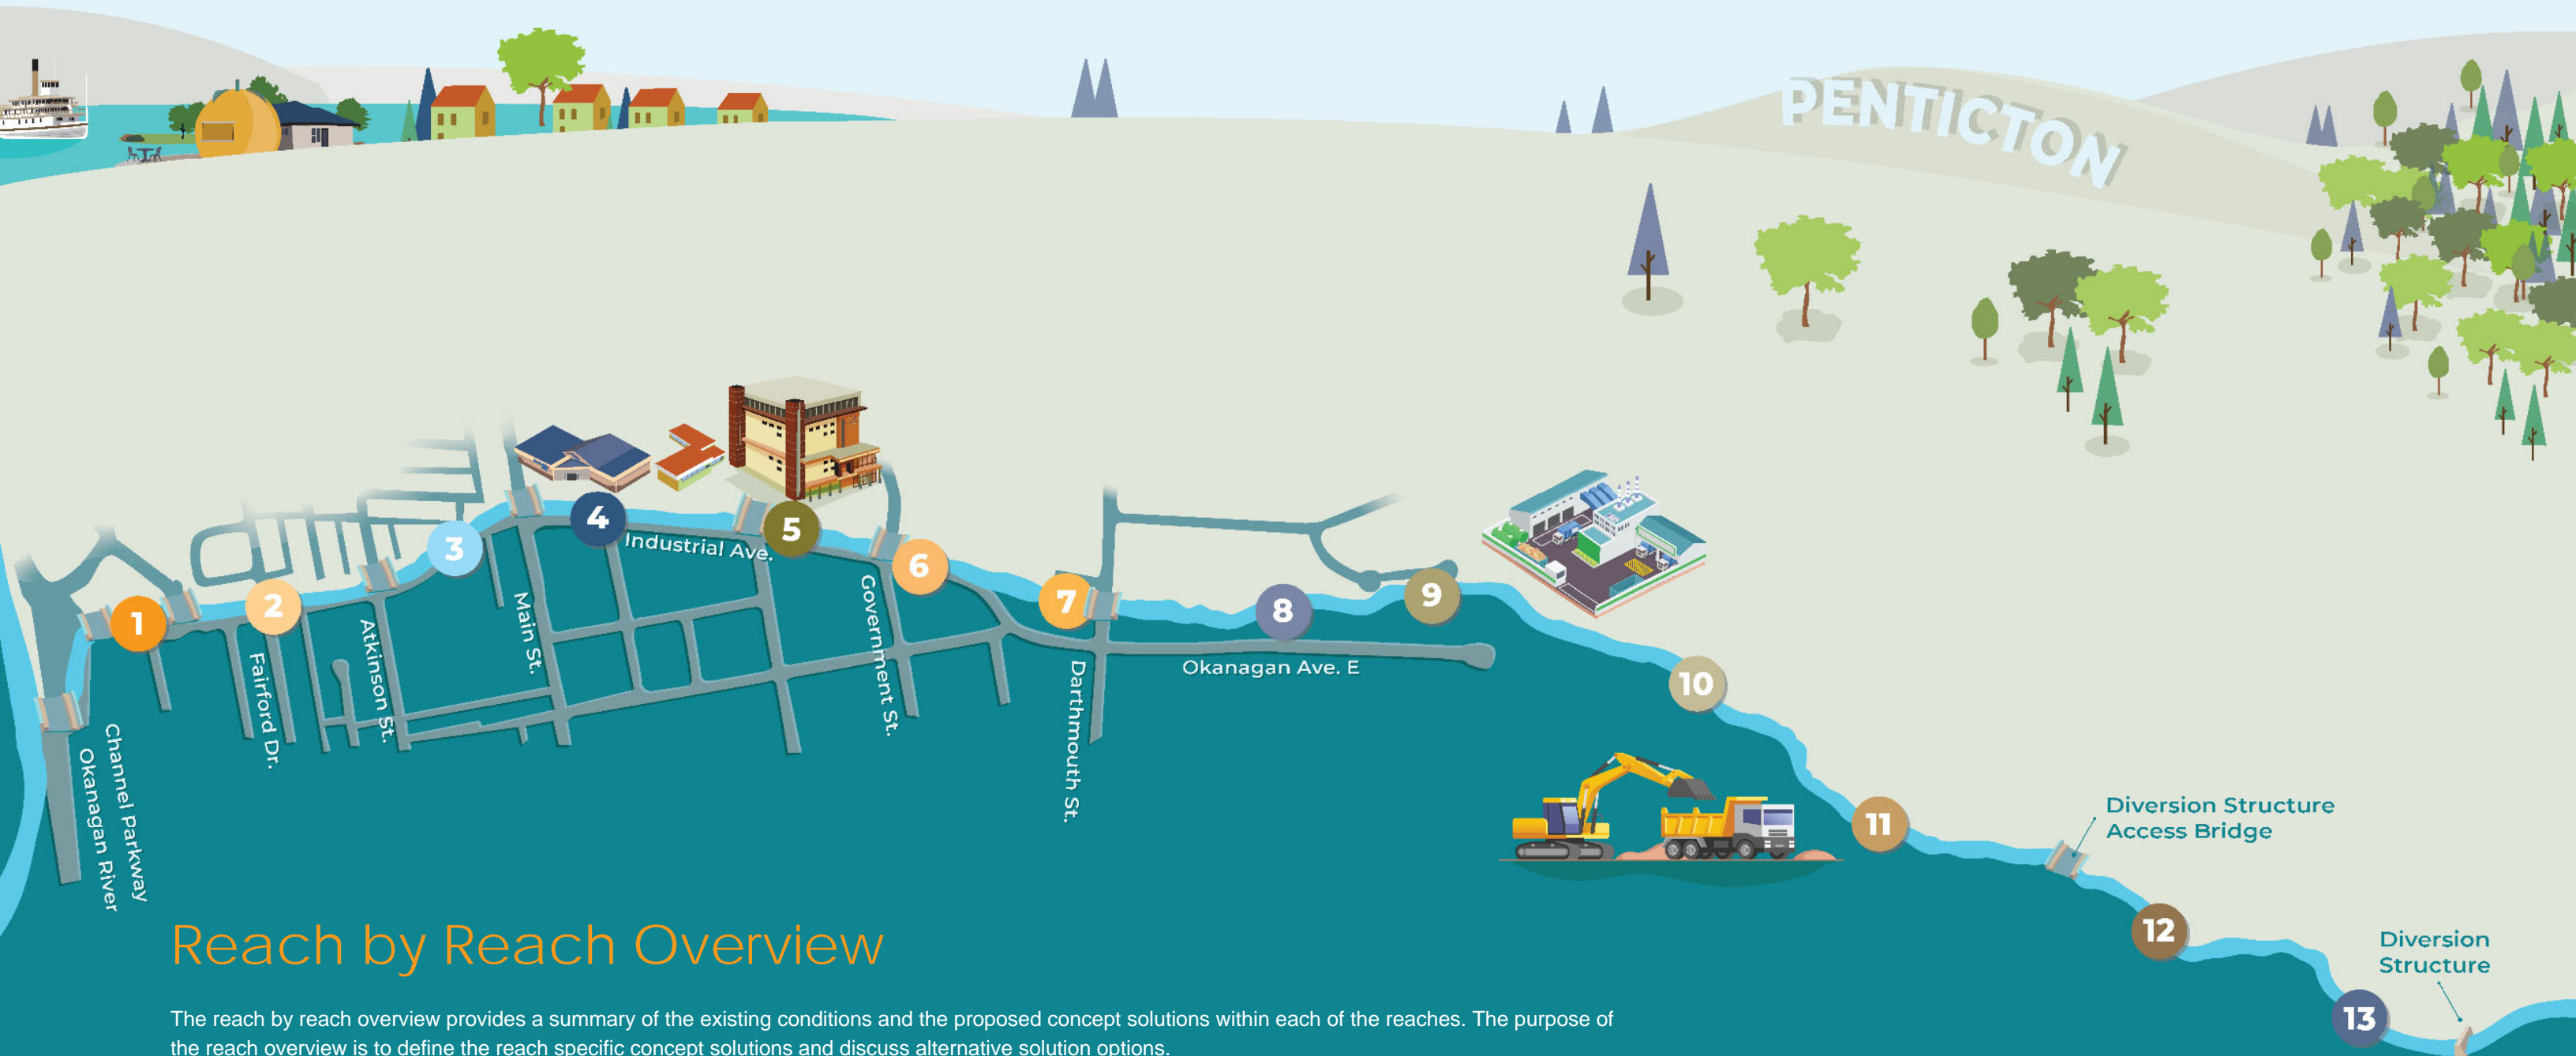 PENTICTON
4
5
3
Industrial Ave.
6
2
1
7
8
9
Main St.
Government St.
Atkinson St.
Fairford Dr.
Okanagan Ave. E
Darthmouth St.
10
Channel Parkway
Okanagan River
11
Diversion Structure
Access Bridge
12
Diversion
Structure
13
Reach by Reach Overview
The reach by reach overview provides a summary of the existing conditions and the proposed concept solutions within each of the reaches. The purpose of
the reach overview is to define the reach specific concept solutions and discuss alternative solution options.